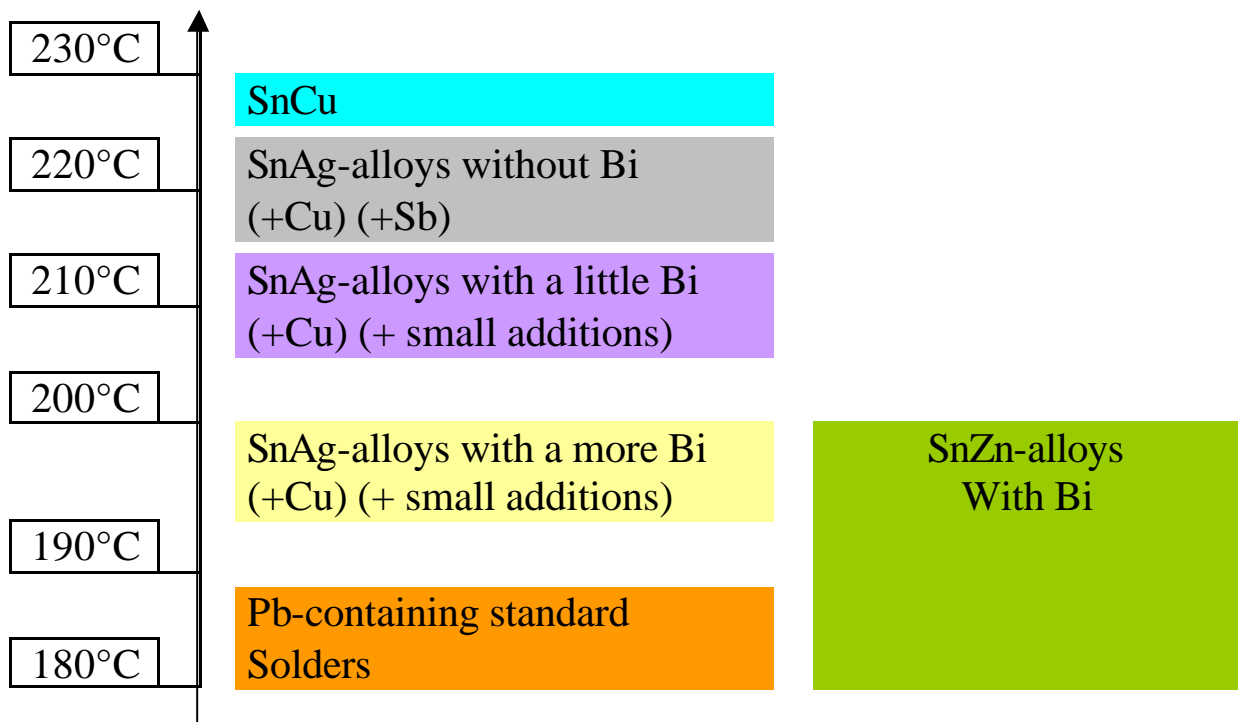 230°C
SnCu
220°C
SnAg-alloys without Bi
(+Cu) (+Sb)
210°C
SnAg-alloys with a little Bi
(+Cu) (+ small additions)
200°C
SnAg-alloys with a more Bi
(+Cu) (+ small additions)
SnZn-alloys
With Bi
190°C
Pb-containing standard
Solders
180°C